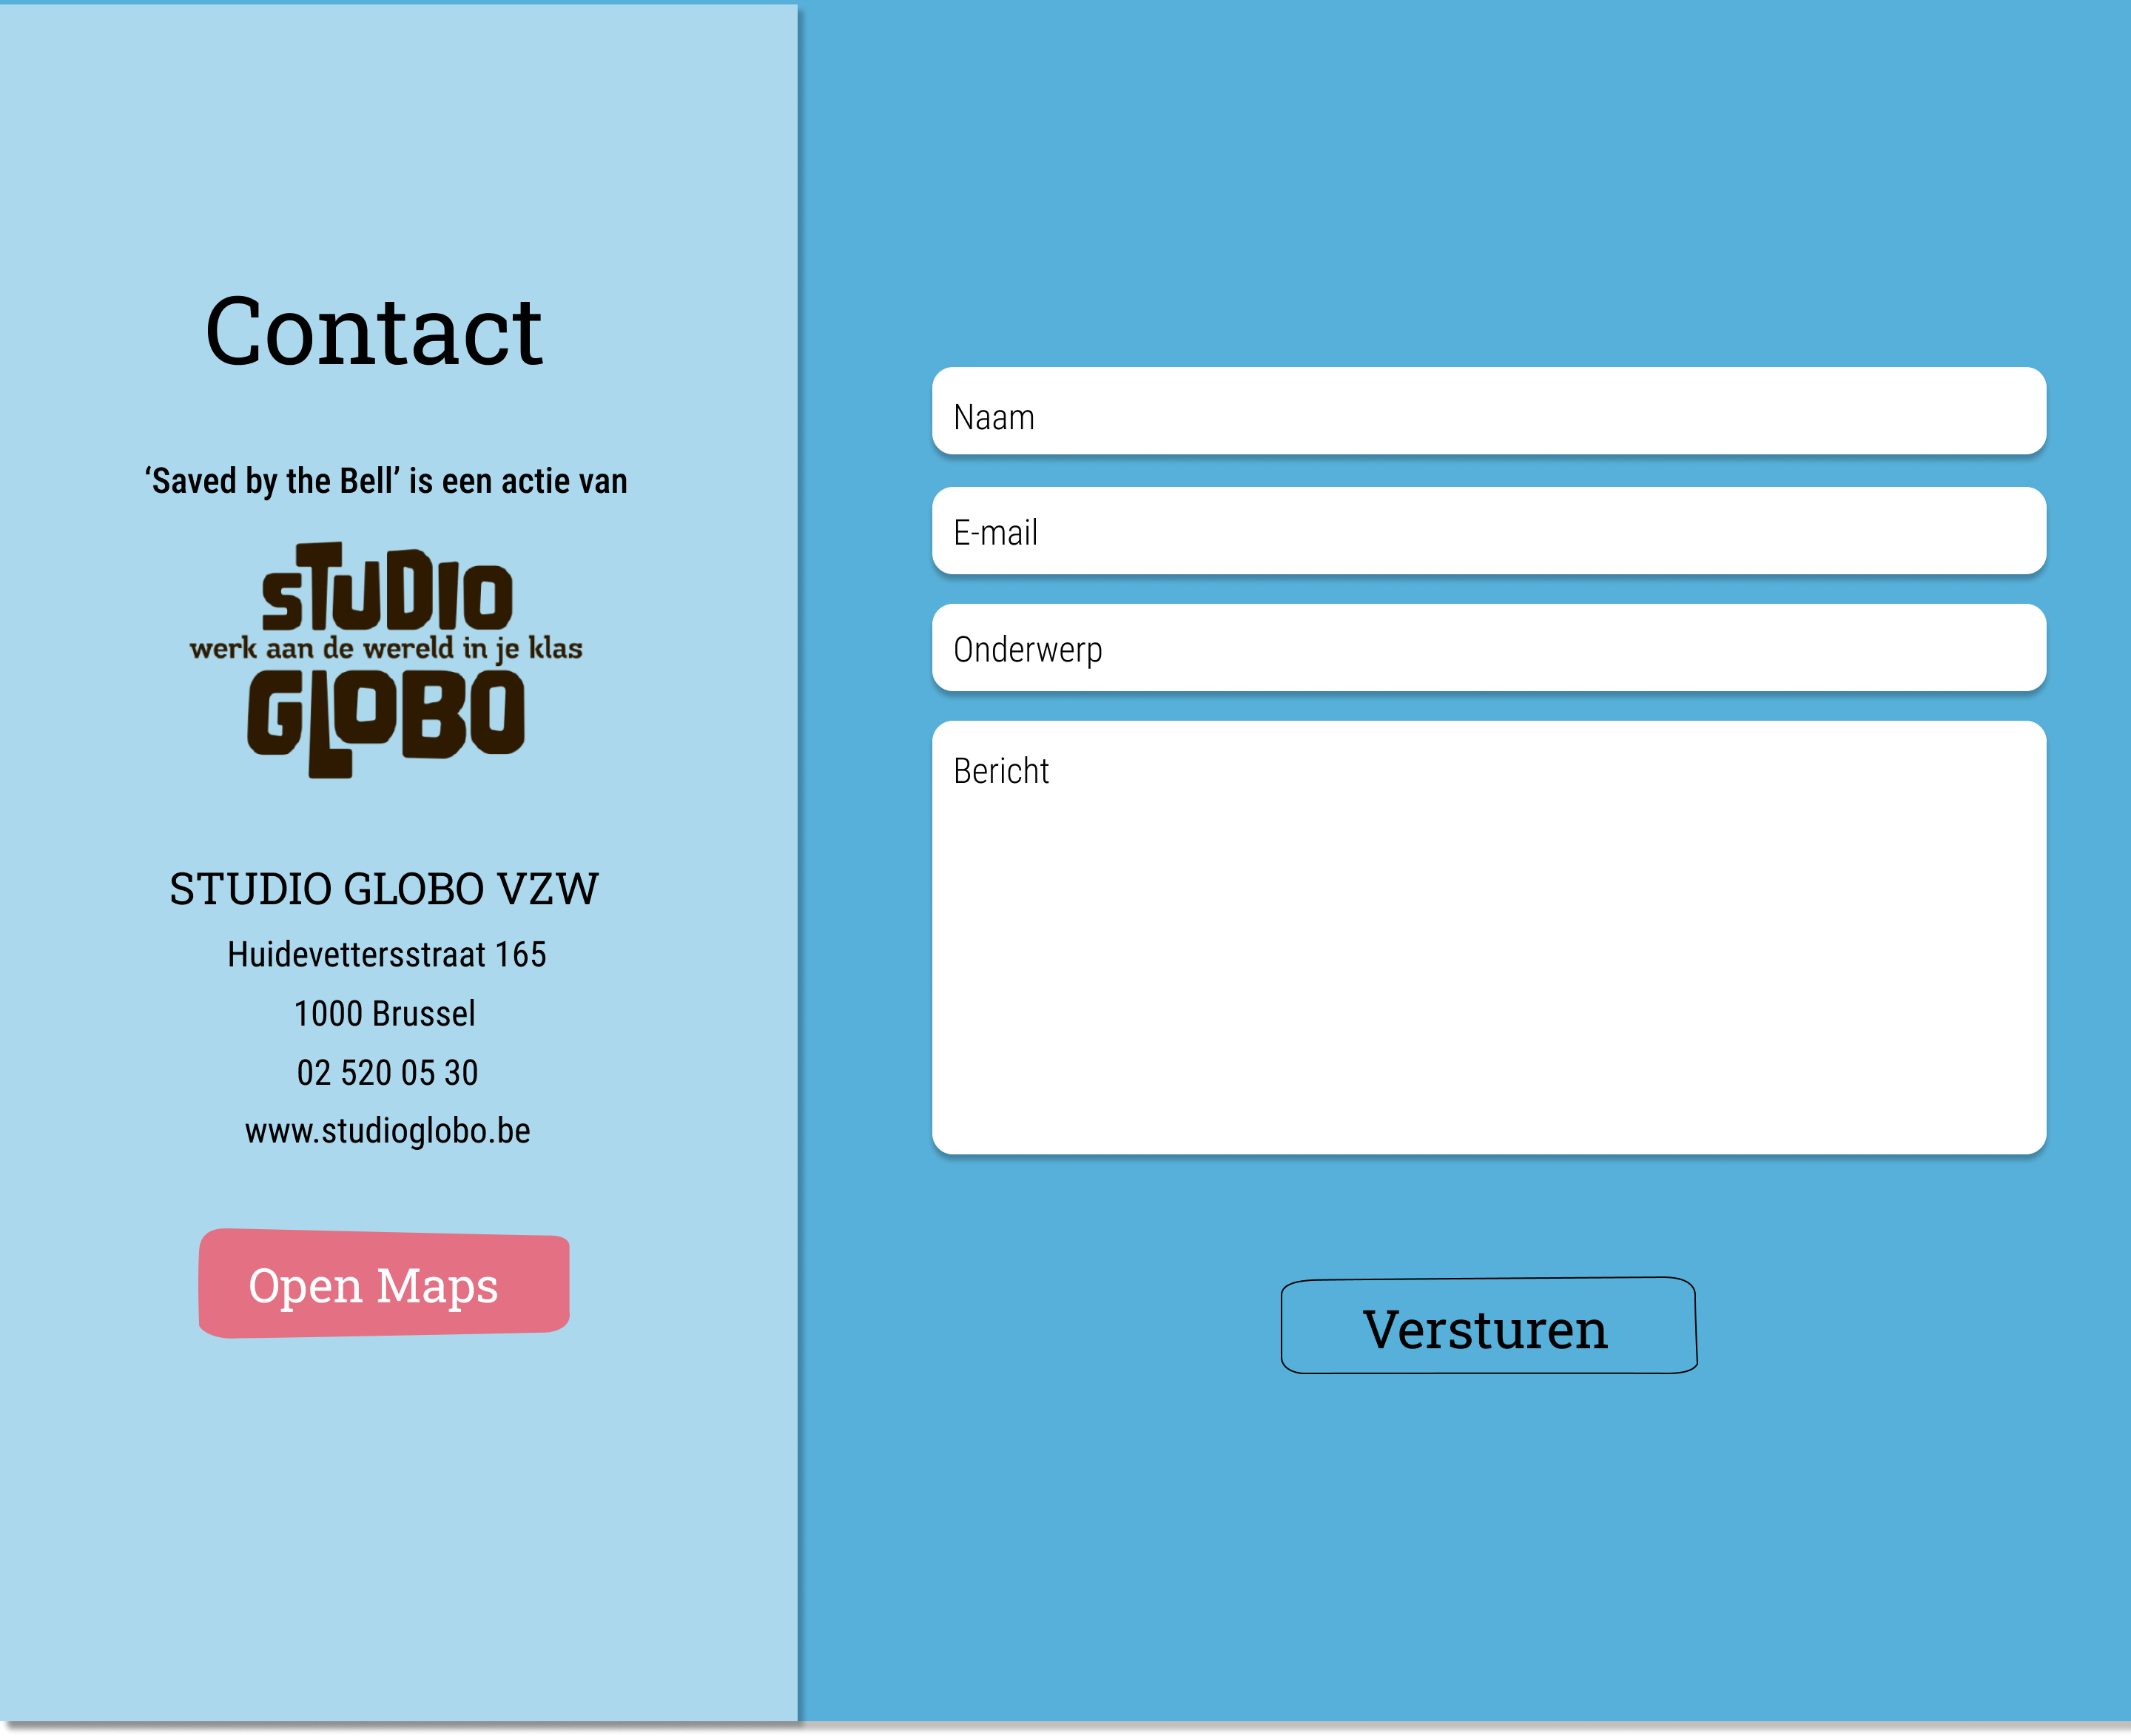 Contact
‘Saved by the Bell’ is een actie van
STUDIO
werk aan de wereld in je klas
GLOBO
STUDIO GLOBO VZW
Huidevettersstraat 165
1000 Brussel
02 520 05 30
www.studioglobo.be
Open Maps
Naam
E-mail
Onderwerp
Bericht
Versturen